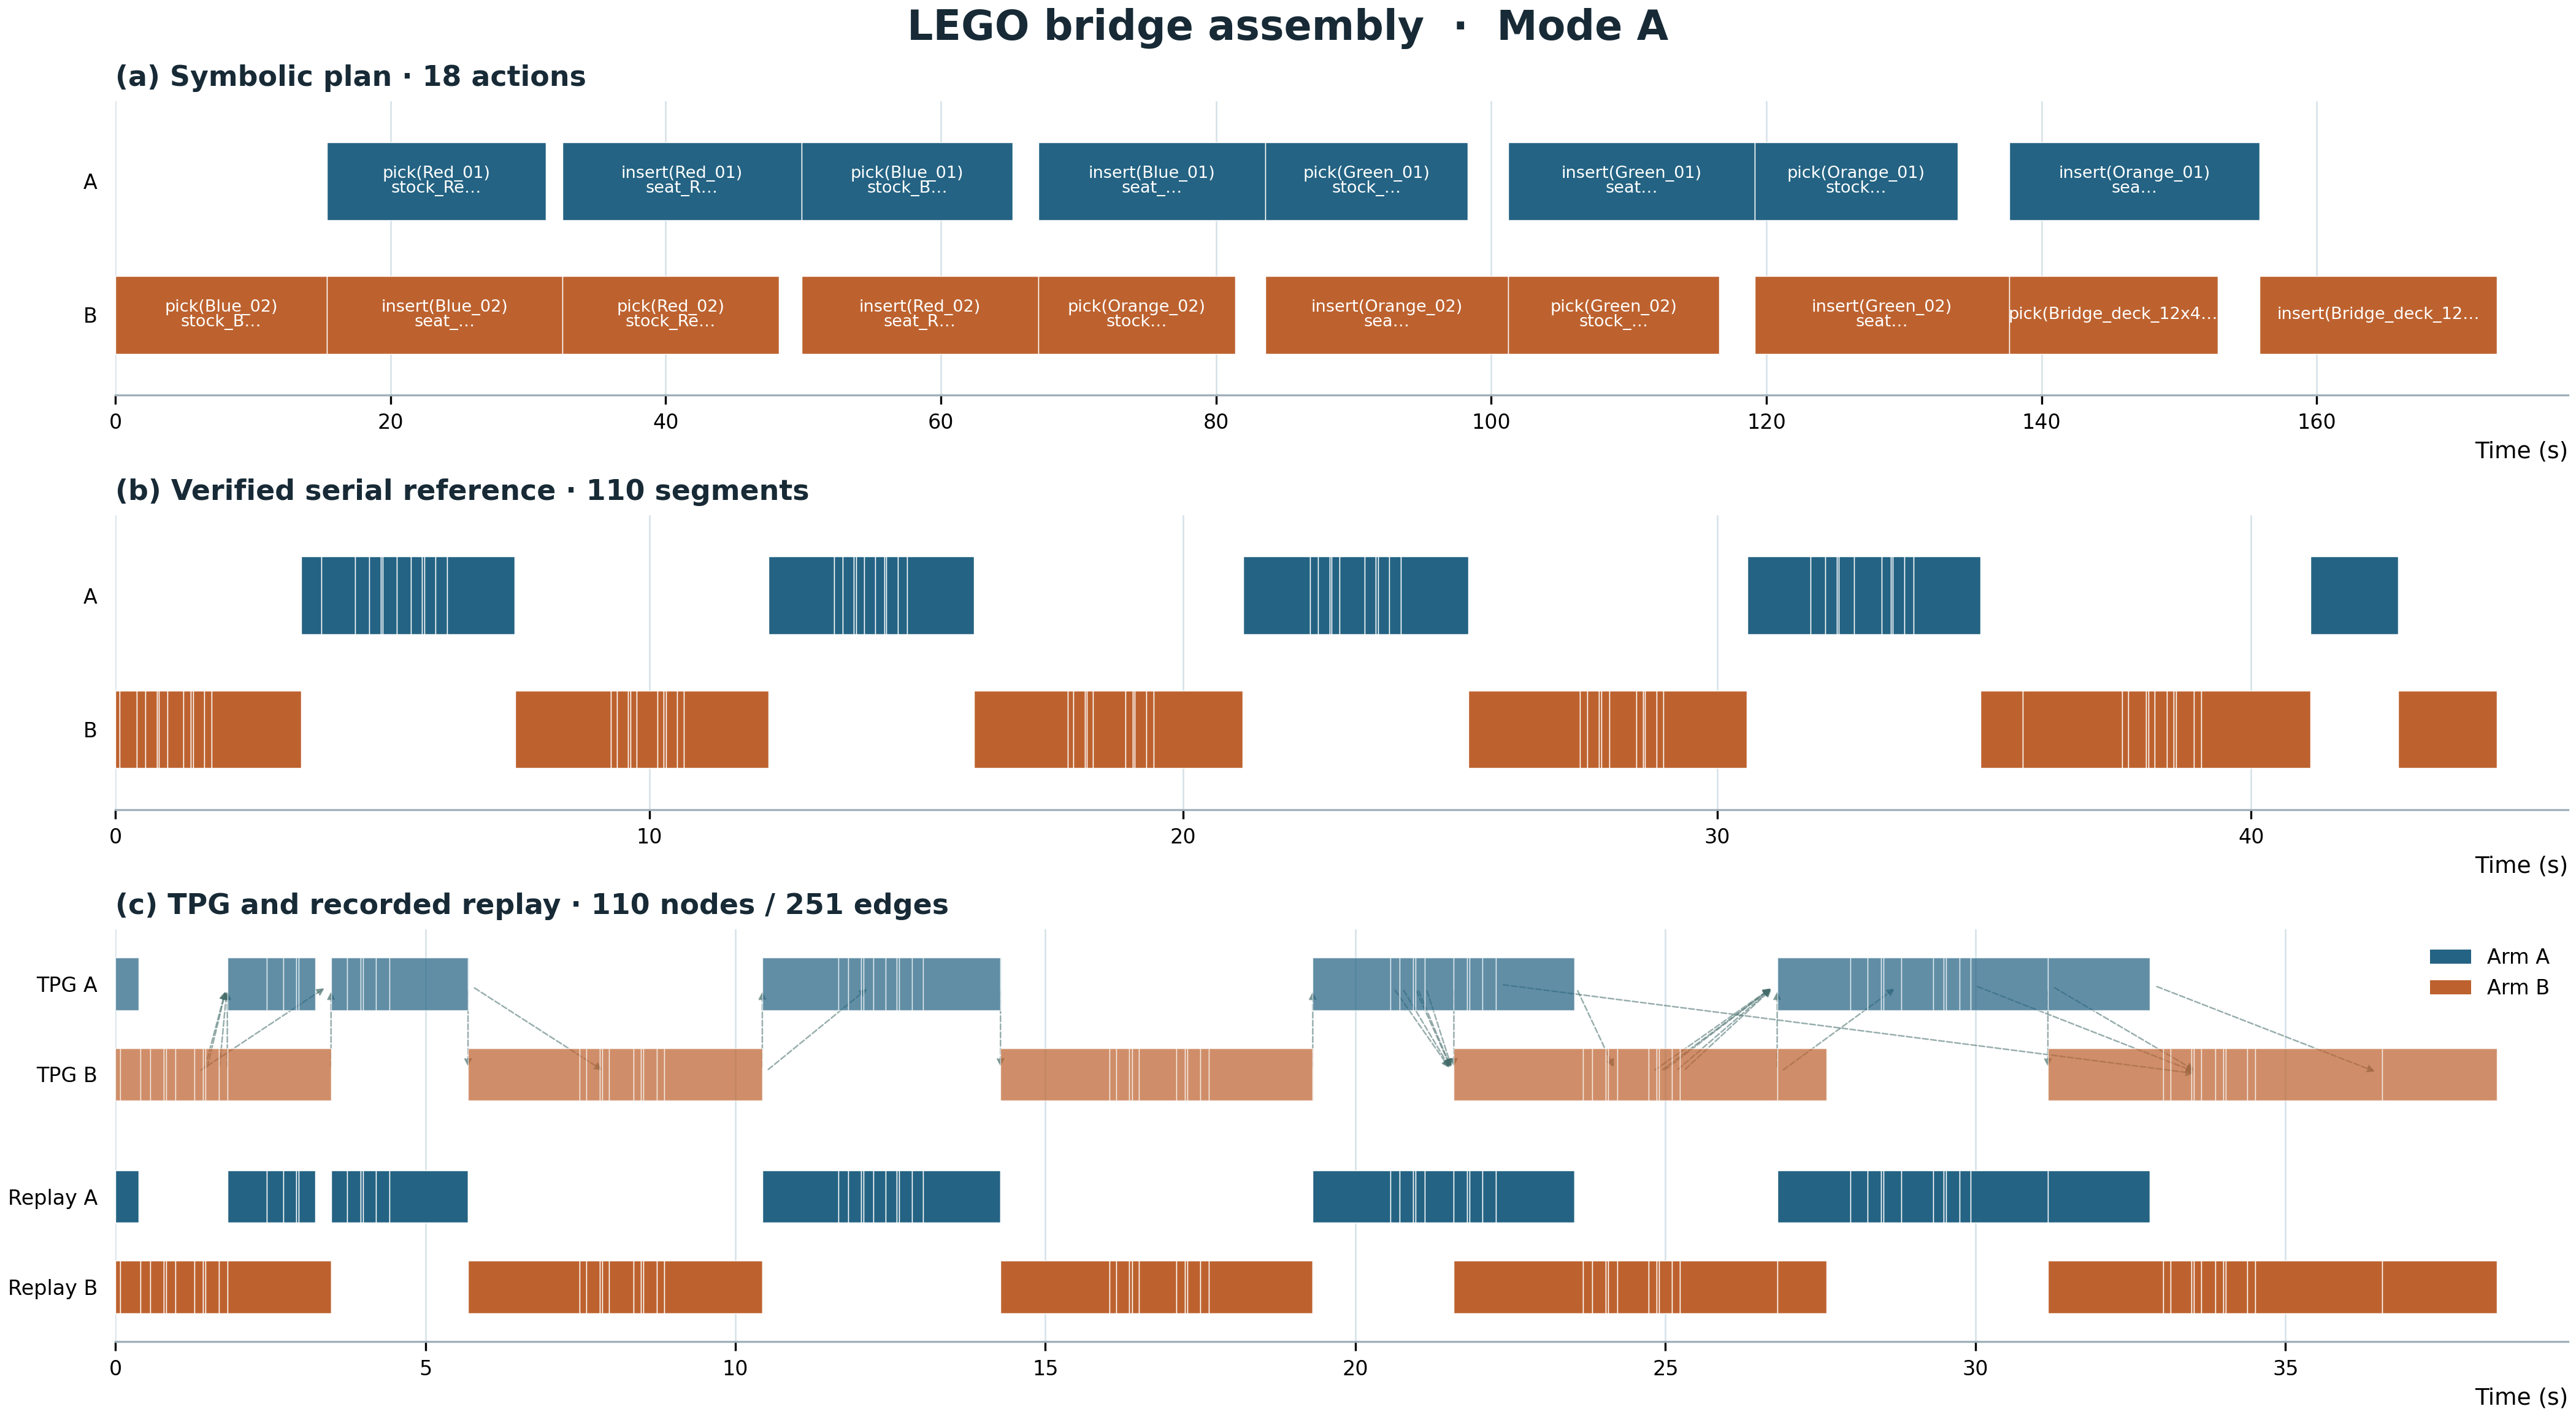 LEGO bridge assembly · Mode A
(a) Symbolic plan · 18 actions
A
pick(Red_01)
stock_Re…
insert(Red_01)
seat_R…
pick(Blue_01)
stock_B…
insert(Blue_01)
seat_…
pick(Green_01)
stock_…
insert(Green_01)
seat…
pick(Orange_01)
stock…
insert(Orange_01)
sea…
B
pick(Blue_02)
stock_B…
insert(Blue_02)
seat_…
pick(Red_02)
stock_Re…
insert(Red_02)
seat_R…
pick(Orange_02)
stock…
insert(Orange_02)
sea…
pick(Green_02)
stock_…
insert(Green_02)
seat…
pick(Bridge_deck_12x4…
insert(Bridge_deck_12…
0 20 40 60 80 100 120 140 160
Time (s)
(b) Verified serial reference · 110 segments
A
B
0 10 20 30 40
Time (s)
(c) TPG and recorded replay · 110 nodes / 251 edges
Arm A
Arm B
TPG A
TPG B
Replay A
Replay B
0 5 10 15 20 25 30 35
Time (s)